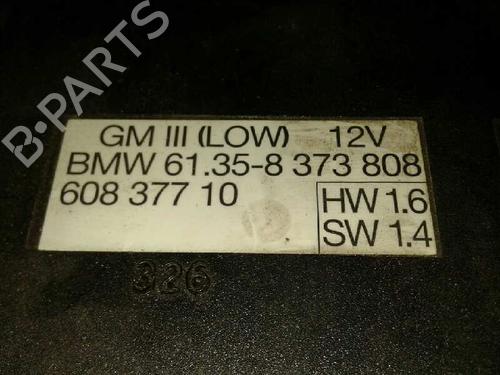 GM III (LOW) 12V
BMW 61.35-8 373 808
608 377 10
HW 1.6
SW 1.4
326
B-PARTS